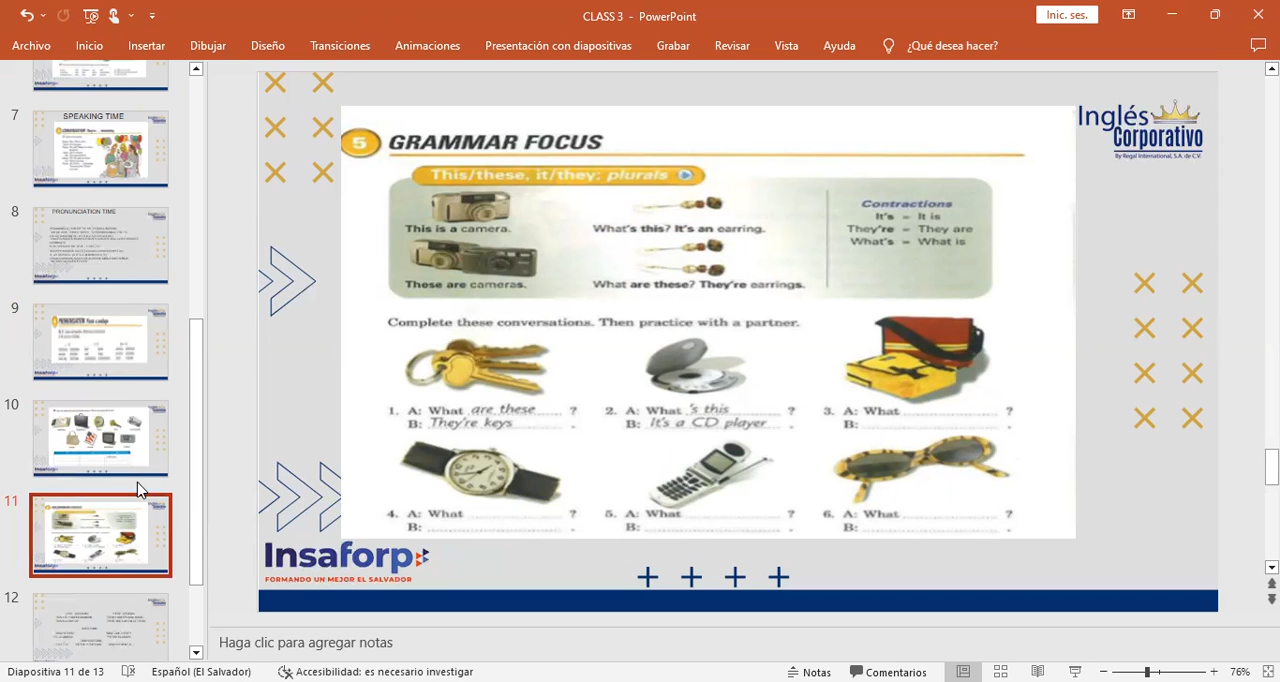 CLASS 3 - PowerPoint
Inic. ses.
Archivo
Inicio
Insertar
Dibujar
Diseño
Transiciones
Animaciones
Presentación con diapositivas
Grabar
Revisar
Vista
Ayuda
¿Qué desea hacer?
7
SPEAKING TIME
8
PRONUNCIATION TIME
9
10
11
GRAMMAR FOCUS
12
Inglés
Corporativo
By Regal International, S.A. de C.V.
5 GRAMMAR FOCUS
This/these, it/they; plurals
This is a camera.
What's this? It's an earring.
These are cameras.
What are these? They're earrings.
Contractions
It's = It is
They're = They are
What's = What is
Complete these conversations. Then practice with a partner.
1. A: What are these ?
B: They're keys .
2. A: What 's this ?
B: It's a CD player .
3. A: What ?
B: .
4. A: What ?
B: .
5. A: What ?
B: .
6. A: What ?
B: .
Insaforp
FORMANDO UN MEJOR EL SALVADOR
Haga clic para agregar notas
Diapositiva 11 de 13
Español (El Salvador)
Accesibilidad: es necesario investigar
Notas
Comentarios
76%